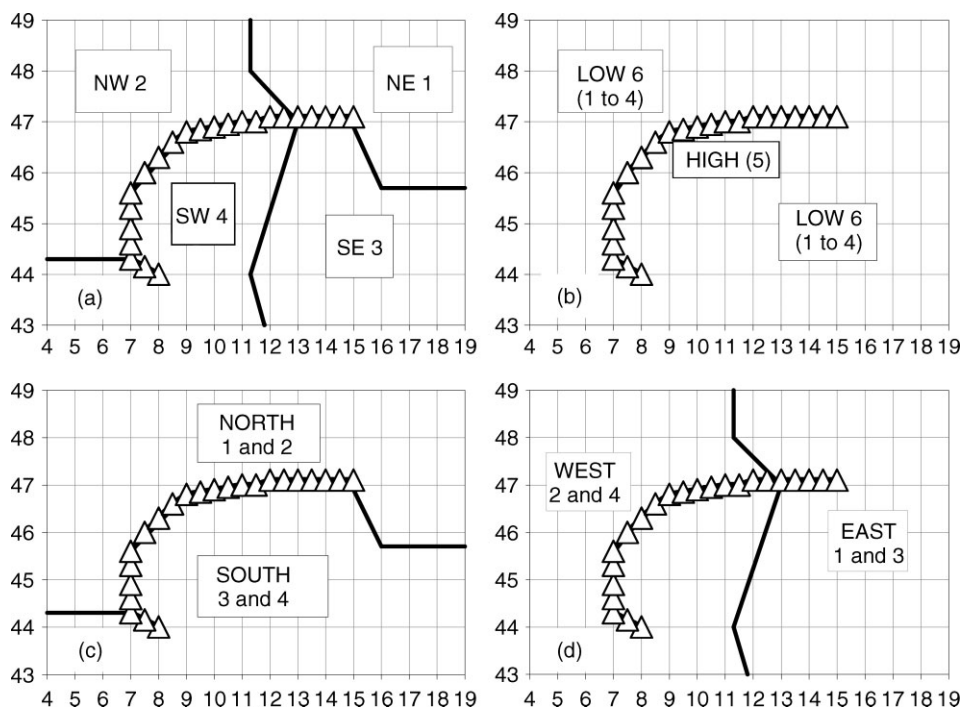 49
48
47
46
45
44
43
4 5 6 7 8 9 10 11 12 13 14 15 16 17 18 19
NW 2
NE 1
SW 4
SE 3
(a)
49
48
47
46
45
44
43
4 5 6 7 8 9 10 11 12 13 14 15 16 17 18 19
LOW 6
(1 to 4)
HIGH (5)
LOW 6
(1 to 4)
(b)
49
48
47
46
45
44
43
4 5 6 7 8 9 10 11 12 13 14 15 16 17 18 19
NORTH
1 and 2
SOUTH
3 and 4
(c)
49
48
47
46
45
44
43
4 5 6 7 8 9 10 11 12 13 14 15 16 17 18 19
WEST
2 and 4
EAST
1 and 3
(d)